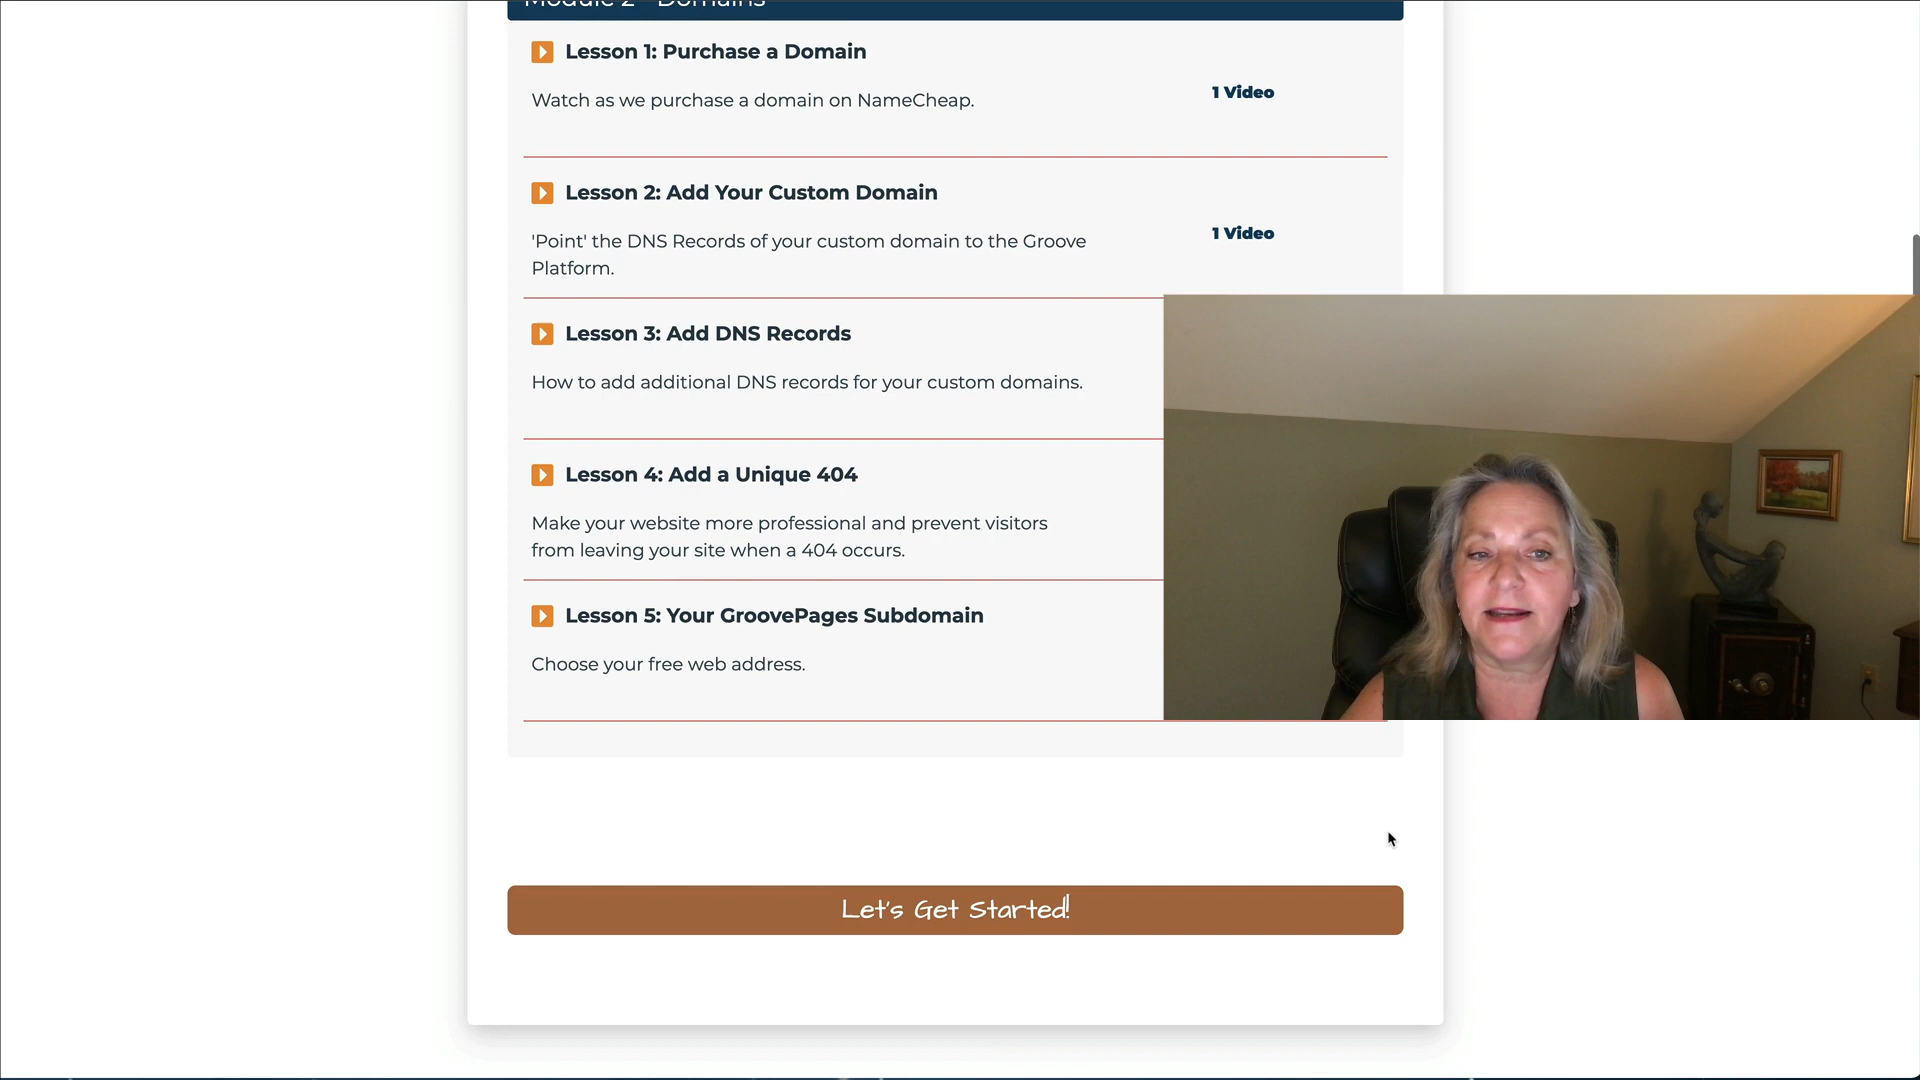 Module 2 - Domains
Lesson 1: Purchase a Domain
Watch as we purchase a domain on NameCheap.
1 Video
Lesson 2: Add Your Custom Domain
'Point' the DNS Records of your custom domain to the Groove
Platform.
1 Video
Lesson 3: Add DNS Records
How to add additional DNS records for your custom domains.
Lesson 4: Add a Unique 404
Make your website more professional and prevent visitors
from leaving your site when a 404 occurs.
Lesson 5: Your GroovePages Subdomain
Choose your free web address.
Let's Get Started!